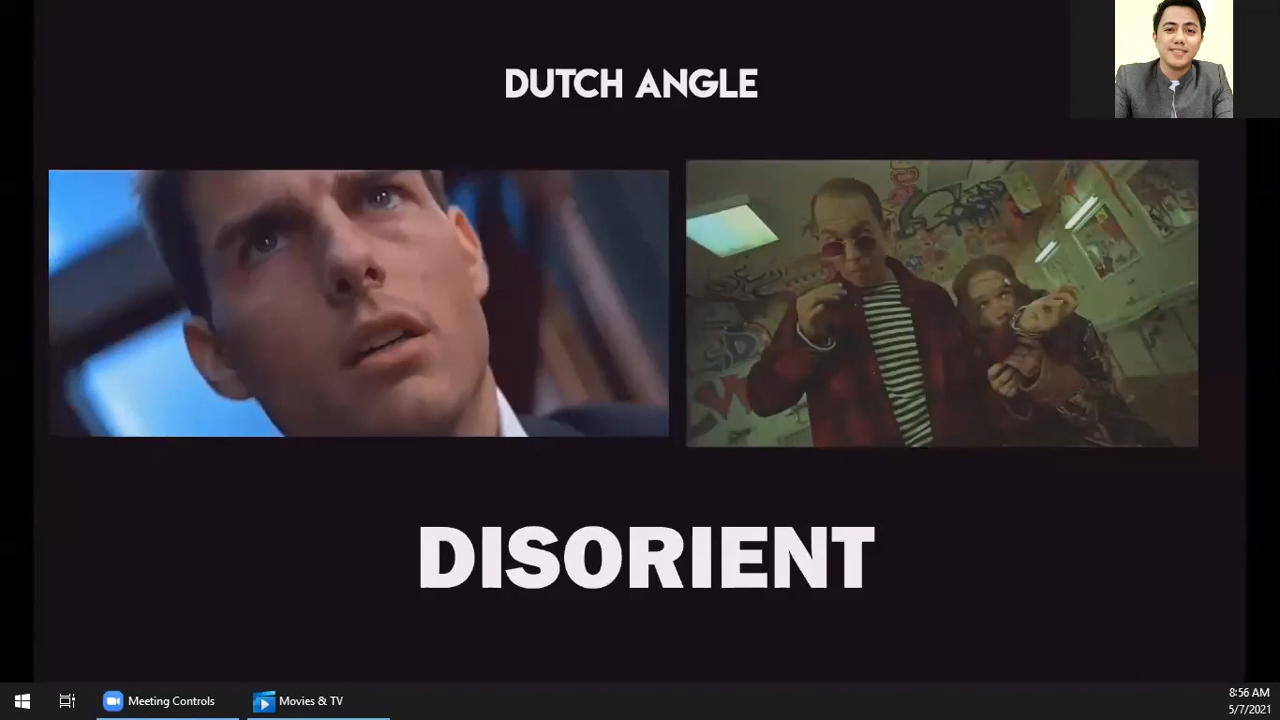 DUTCH ANGLE
DISORIENT
Meeting Controls
Movies & TV
8:56 AM
5/7/2021